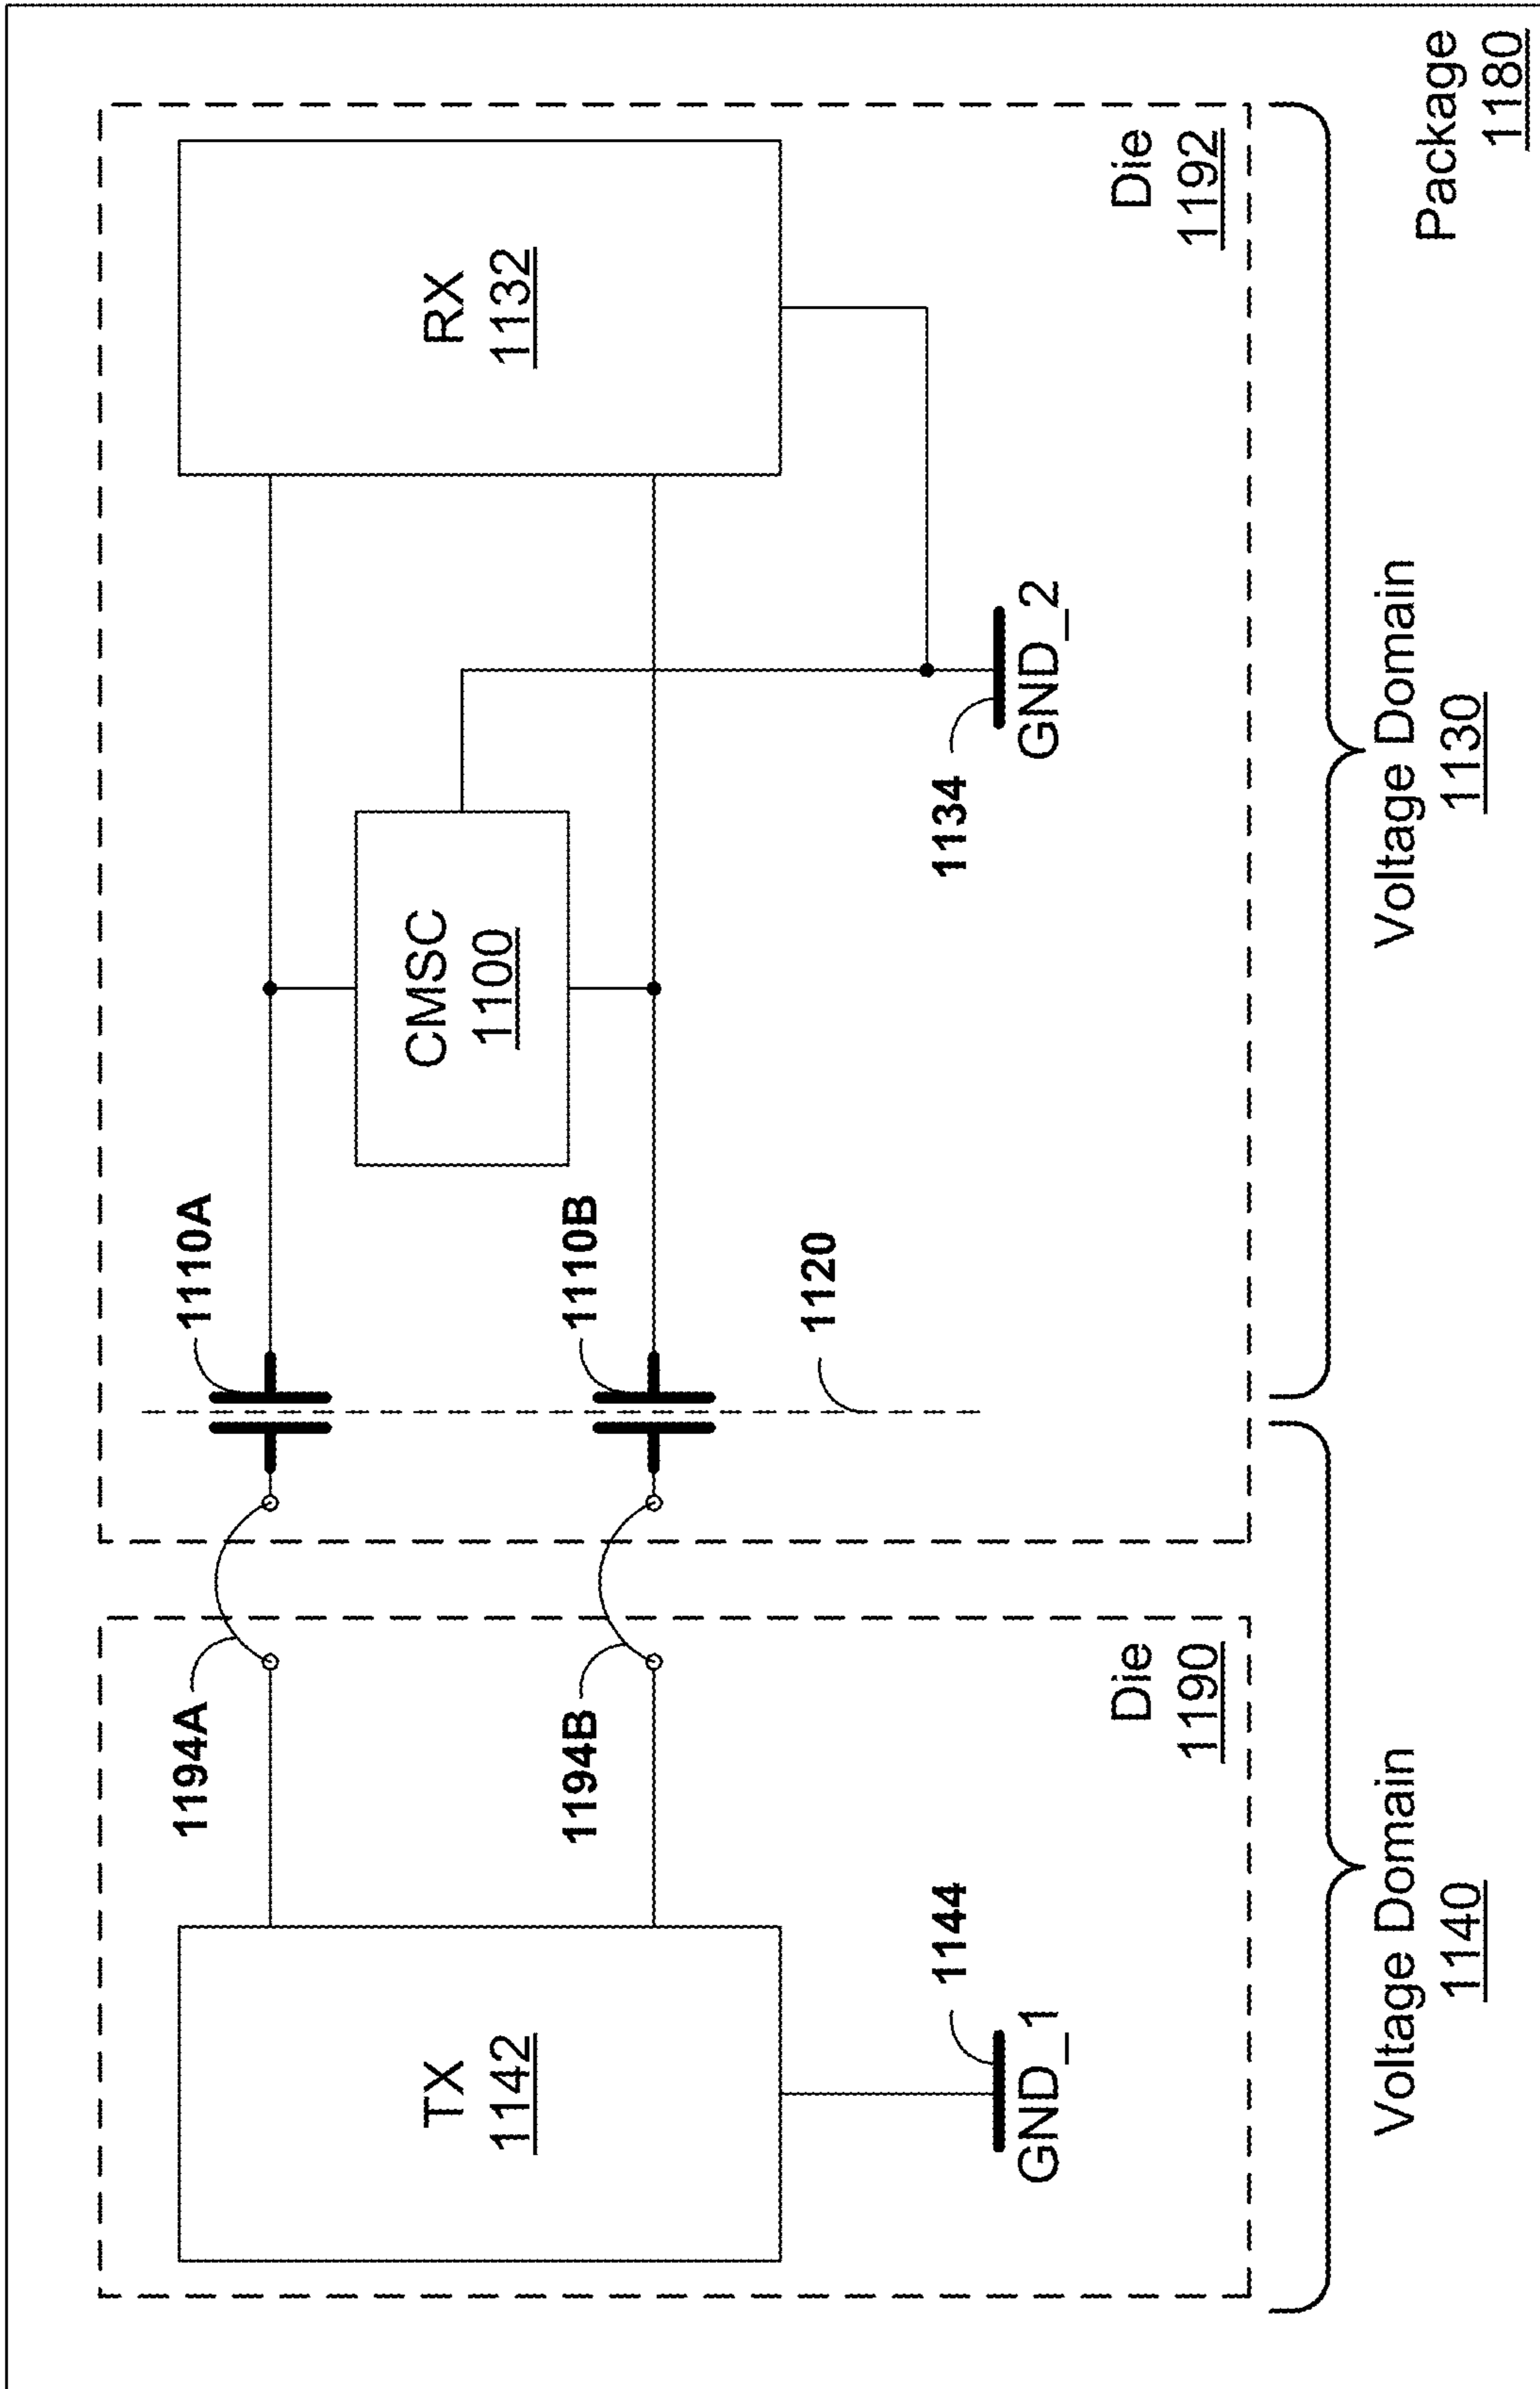 1194A
1110A
TX
1142
CMSC
1100
RX
1132
1194B
1110B
1144
1120
1134
GND_1
GND_2
Die
1190
Die
1192
Voltage Domain
1140
Voltage Domain
1130
Package
1180